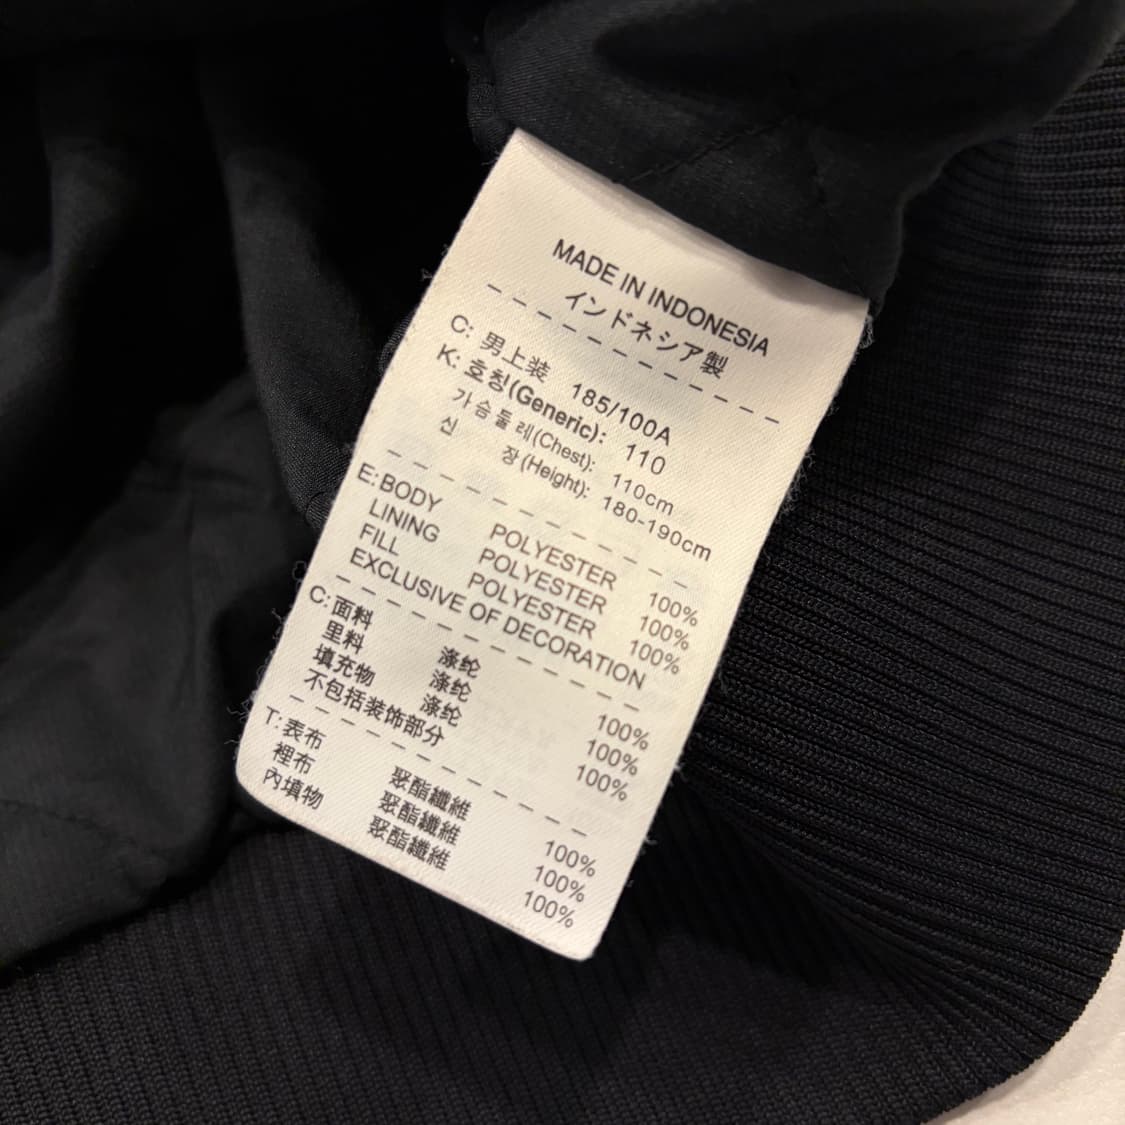 MADE IN INDONESIA
インドネシア製
C: 男上装 185/100A
K: 호칭(Generic): 110
가슴둘레(Chest): 110cm
신 장(Height): 180-190cm
E: BODY POLYESTER 100%
LINING POLYESTER 100%
FILL POLYESTER 100%
EXCLUSIVE OF DECORATION
C: 面料 涤纶 100%
里料 涤纶 100%
填充物 涤纶 100%
不包括装饰部分
T: 表布 聚酯纖維 100%
裡布 聚酯纖維 100%
內填物 聚酯纖維 100%